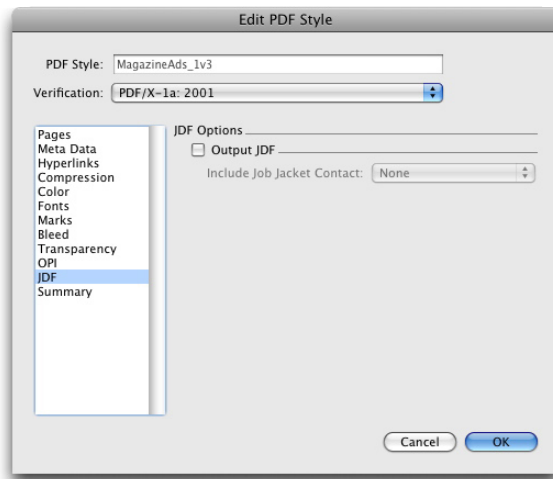 Edit PDF Style
PDF Style: MagazineAds_1v3
Verification: PDF/X-1a: 2001
Pages
Meta Data
Hyperlinks
Compression
Color
Fonts
Marks
Bleed
Transparency
OPI
JDF
Summary
JDF Options
Output JDF
Include Job Jacket Contact: None
Cancel OK